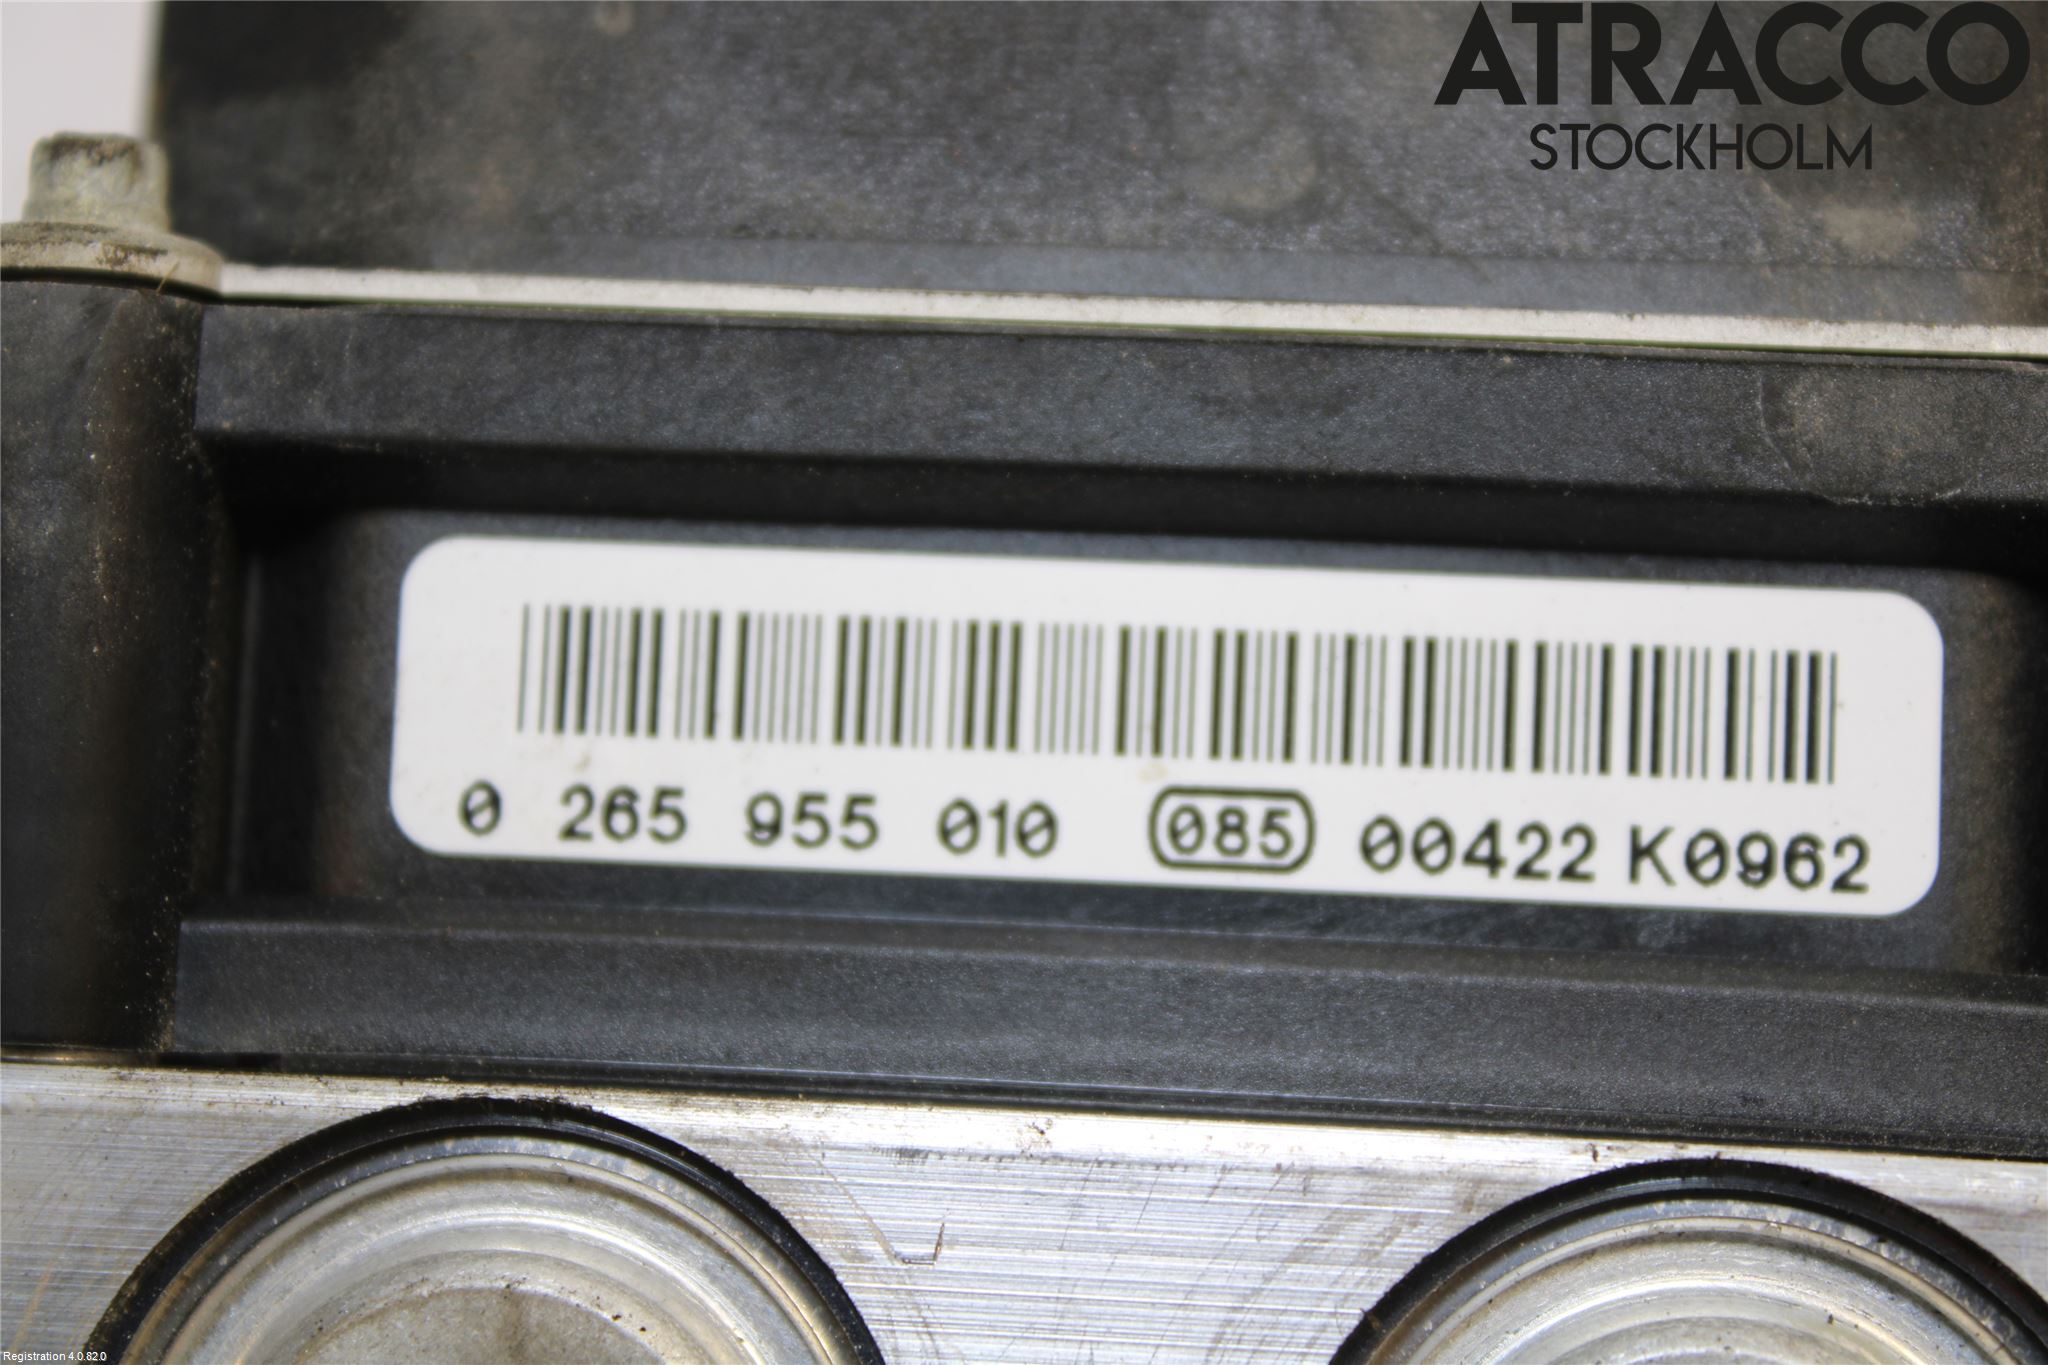 ATRACCO
STOCKHOLM
0 265 955 010 085 00422 K0962
Registration 4.0.82.0